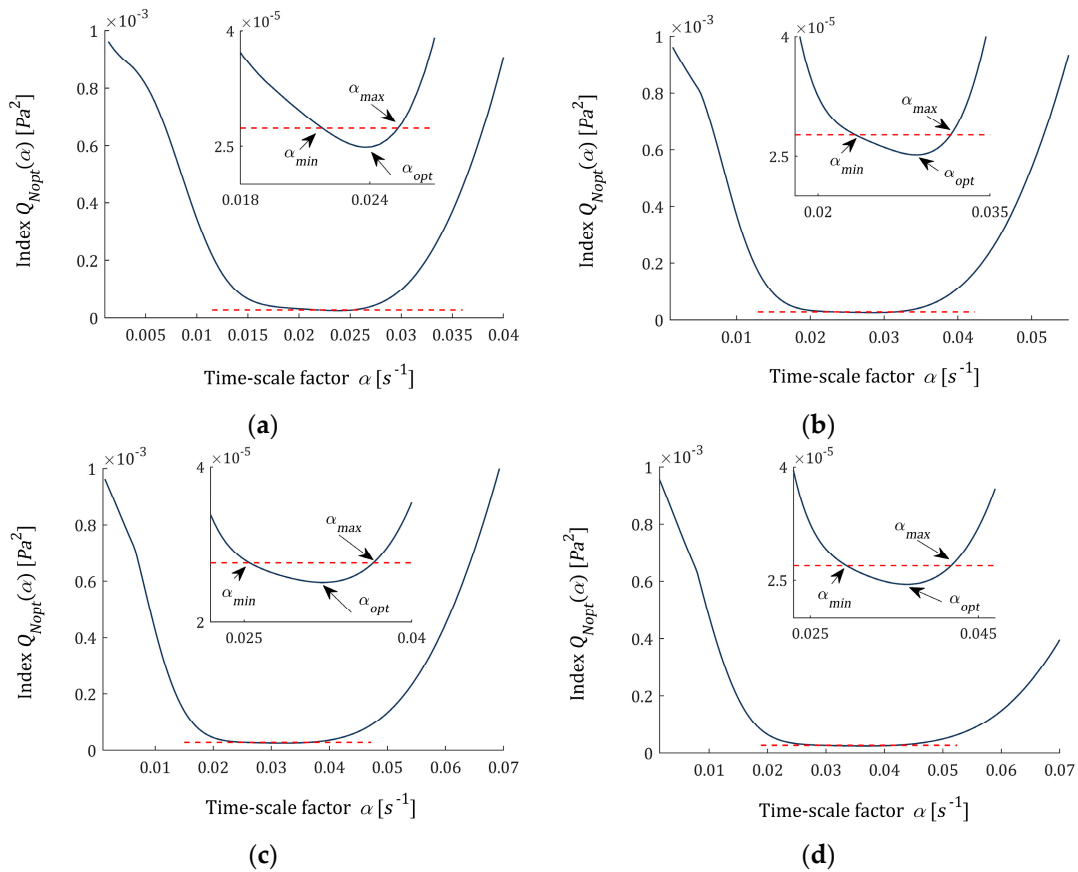 ×10⁻³
Index Q_Nopt(α) [Pa²]
1
0.8
0.6
0.4
0.2
0
0.005 0.01 0.015 0.02 0.025 0.03 0.035 0.04
Time-scale factor α [s⁻¹]
×10⁻⁵
4
2.5
0.018 0.024
α_max
α_min
α_opt
(a)
×10⁻³
Index Q_Nopt(α) [Pa²]
1
0.8
0.6
0.4
0.2
0
0.01 0.02 0.03 0.04 0.05
Time-scale factor α [s⁻¹]
×10⁻⁵
4
2.5
0.02 0.035
α_max
α_min
α_opt
(b)
×10⁻³
Index Q_Nopt(α) [Pa²]
1
0.8
0.6
0.4
0.2
0
0.01 0.02 0.03 0.04 0.05 0.06 0.07
Time-scale factor α [s⁻¹]
×10⁻⁵
4
2
0.025 0.04
α_max
α_min
α_opt
(c)
×10⁻³
Index Q_Nopt(α) [Pa²]
1
0.8
0.6
0.4
0.2
0
0.01 0.02 0.03 0.04 0.05 0.06 0.07
Time-scale factor α [s⁻¹]
×10⁻⁵
4
2.5
0.025 0.045
α_max
α_min
α_opt
(d)